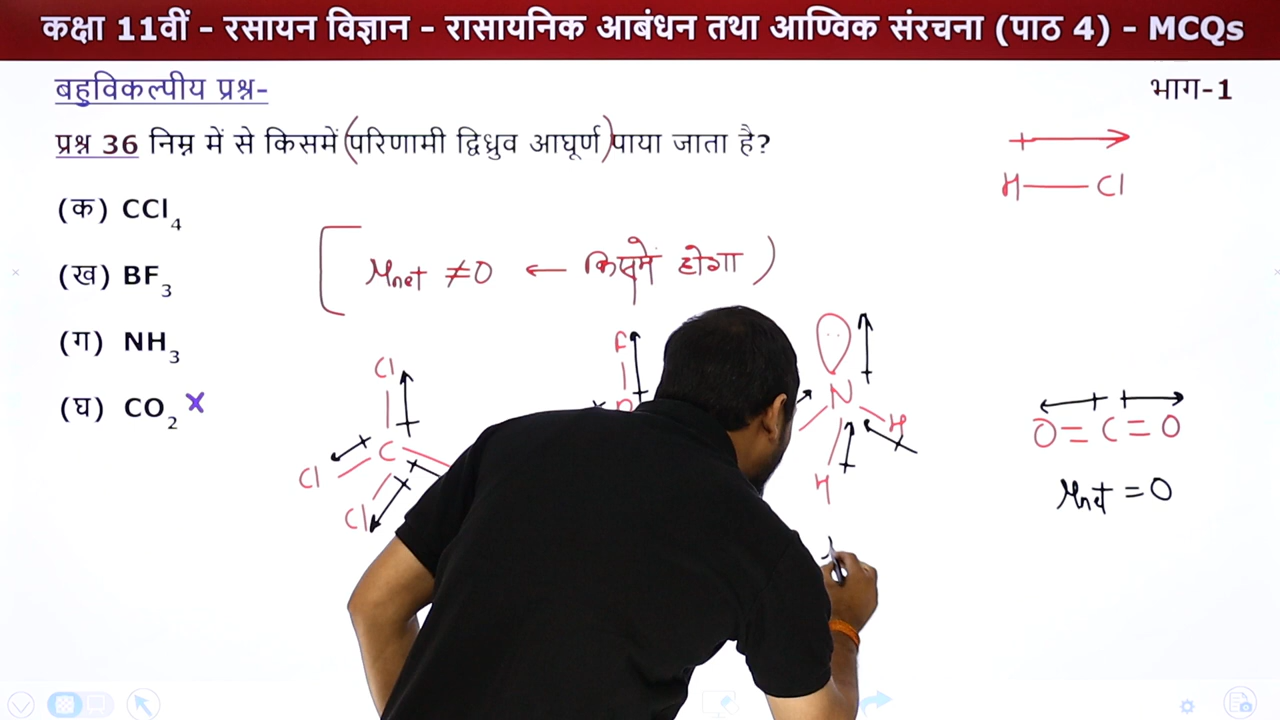 कक्षा 11वीं - रसायन विज्ञान - रासायनिक आबंधन तथा आण्विक संरचना (पाठ 4) - MCQs
बहुविकल्पीय प्रश्न-
भाग-1
प्रश्न 36 निम्न में से किसमें (परिणामी द्विध्रुव आघूर्ण) पाया जाता है?
H—Cl
(क) CCl4
(ख) BF3
(ग) NH3
(घ) CO2 ×
μnet ≠0 ← किसमें होगा )
F
Cl
N
H
H
C
Cl
Cl
O=C=O
μnet = 0